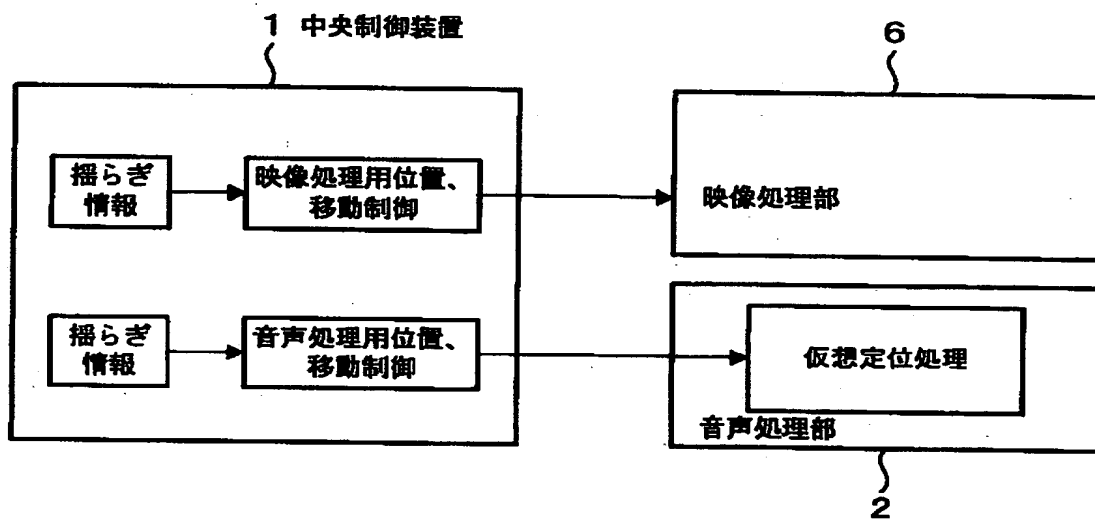 1 中央制御装置
6
揺らぎ
情報
映像処理用位置、
移動制御
映像処理部
揺らぎ
情報
音声処理用位置、
移動制御
仮想定位処理
音声処理部
2